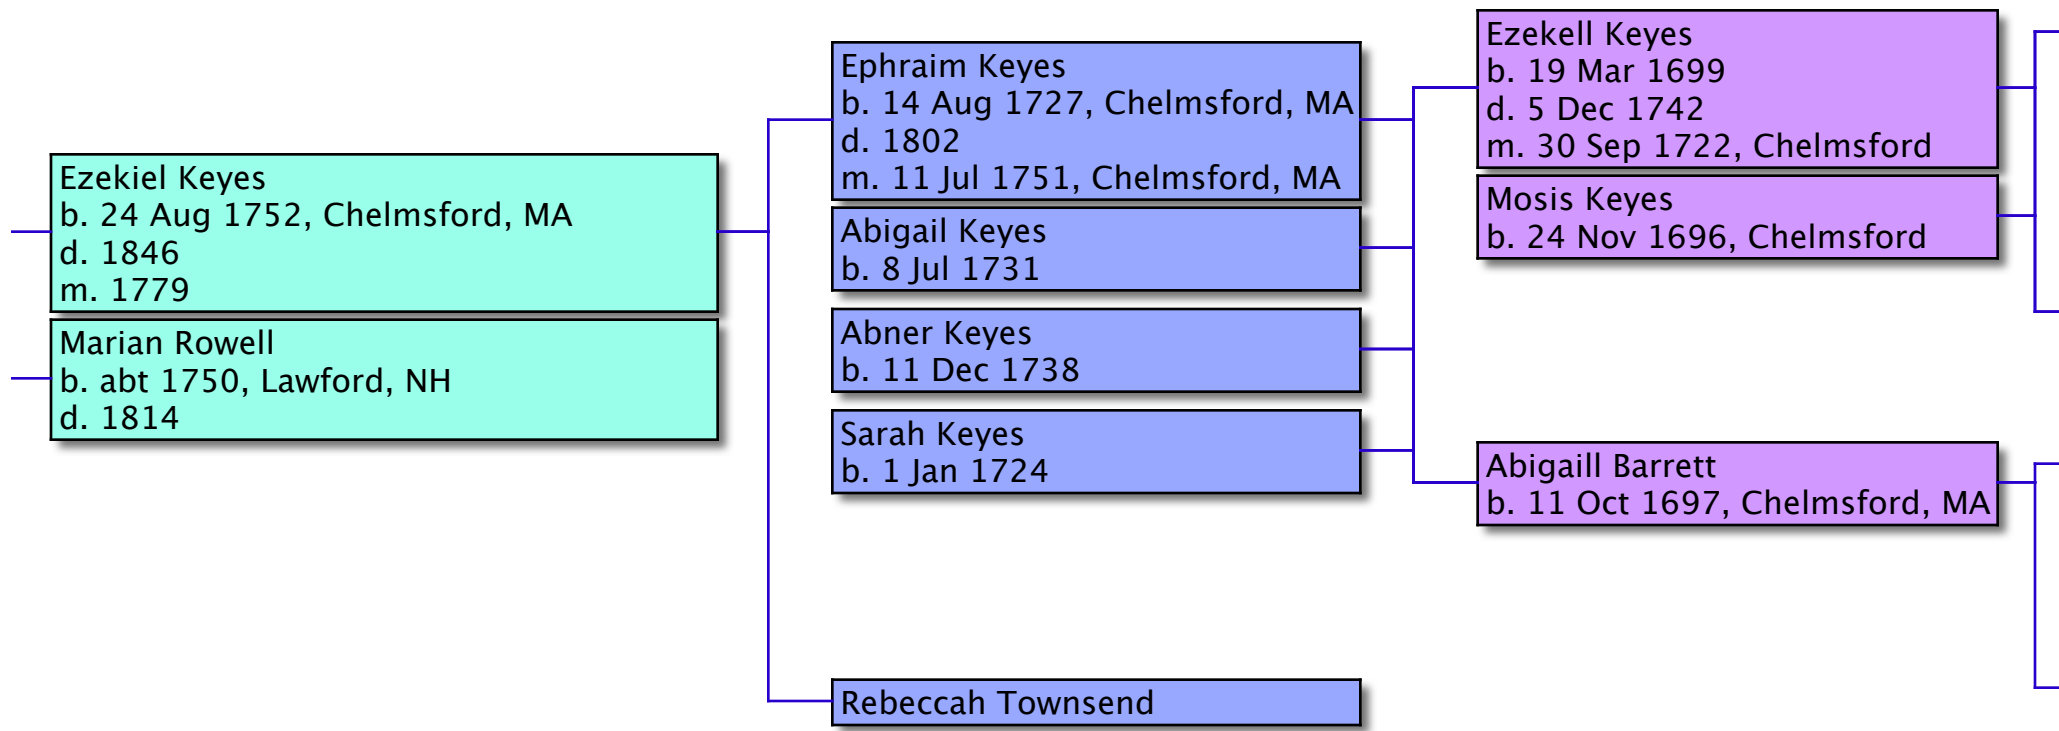 Ezekiel Keyes
b. 24 Aug 1752, Chelmsford, MA
d. 1846
m. 1779
Marian Rowell
b. abt 1750, Lawford, NH
d. 1814
Ephraim Keyes
b. 14 Aug 1727, Chelmsford, MA
d. 1802
m. 11 Jul 1751, Chelmsford, MA
Abigail Keyes
b. 8 Jul 1731
Abner Keyes
b. 11 Dec 1738
Sarah Keyes
b. 1 Jan 1724
Rebeccah Townsend
Ezekell Keyes
b. 19 Mar 1699
d. 5 Dec 1742
m. 30 Sep 1722, Chelmsford
Mosis Keyes
b. 24 Nov 1696, Chelmsford
Abigaill Barrett
b. 11 Oct 1697, Chelmsford, MA